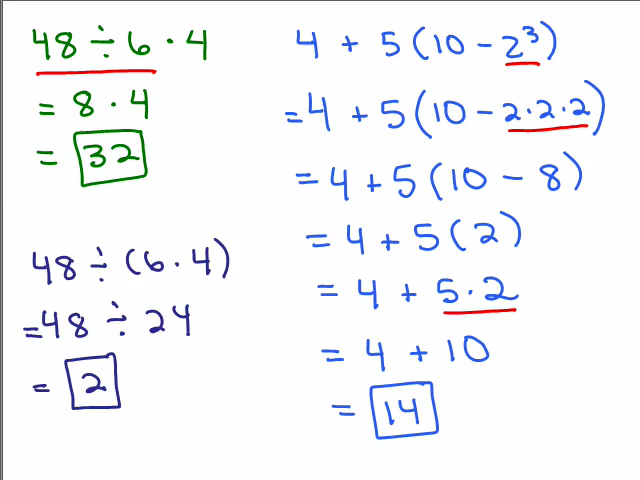 48 ÷ 6 · 4
= 8 · 4
= 32
48 ÷ (6 · 4)
= 48 ÷ 24
= 2
4 + 5(10 - 2³)
= 4 + 5(10 - 2·2·2)
= 4 + 5(10 - 8)
= 4 + 5(2)
= 4 + 5·2
= 4 + 10
= 14